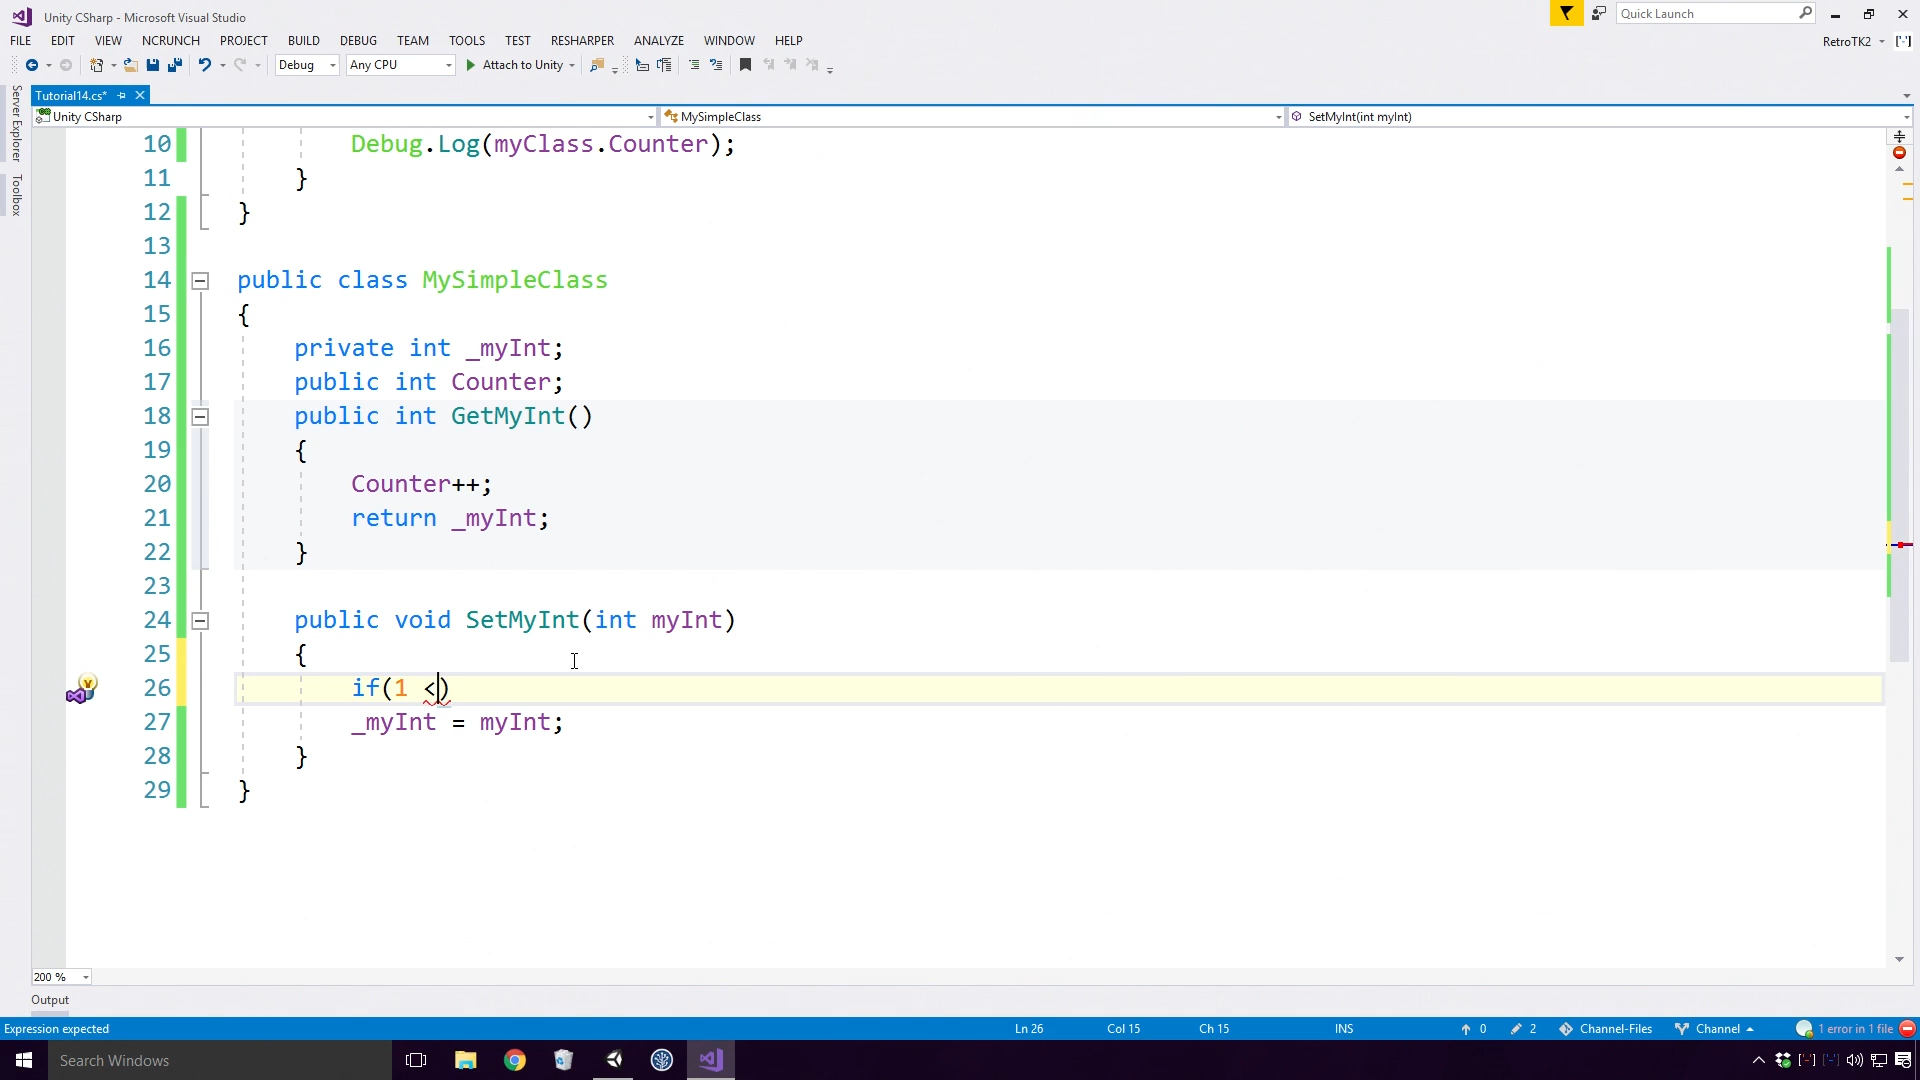 Unity CSharp - Microsoft Visual Studio
Quick Launch
FILE EDIT VIEW NCRUNCH PROJECT BUILD DEBUG TEAM TOOLS TEST RESHARPER ANALYZE WINDOW HELP
RetroTK2
Debug Any CPU Attach to Unity
Server Explorer
Toolbox
Tutorial14.cs*
Unity CSharp MySimpleClass SetMyInt(int myInt)
10 Debug.Log(myClass.Counter);
11 }
12 }
13
14 public class MySimpleClass
15 {
16 private int _myInt;
17 public int Counter;
18 public int GetMyInt()
19 {
20 Counter++;
21 return _myInt;
22 }
23
24 public void SetMyInt(int myInt)
25 {
26 if(1 <)
27 _myInt = myInt;
28 }
29 }
200 %
Output
Expression expected Ln 26 Col 15 Ch 15 INS 0 2 Channel-Files Channel 1 error in 1 file
Search Windows